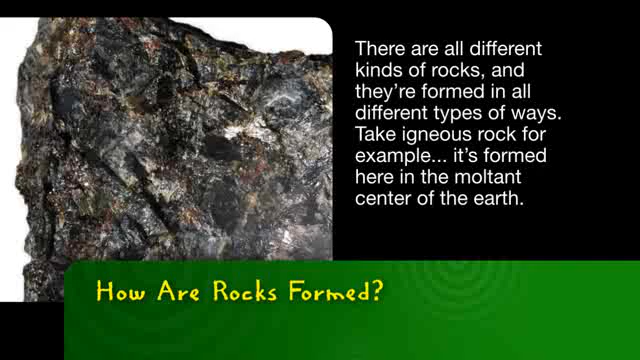 There are all different
kinds of rocks, and
they're formed in all
different types of ways.
Take igneous rock for
example... it's formed
here in the moltant
center of the earth.
How Are Rocks Formed?